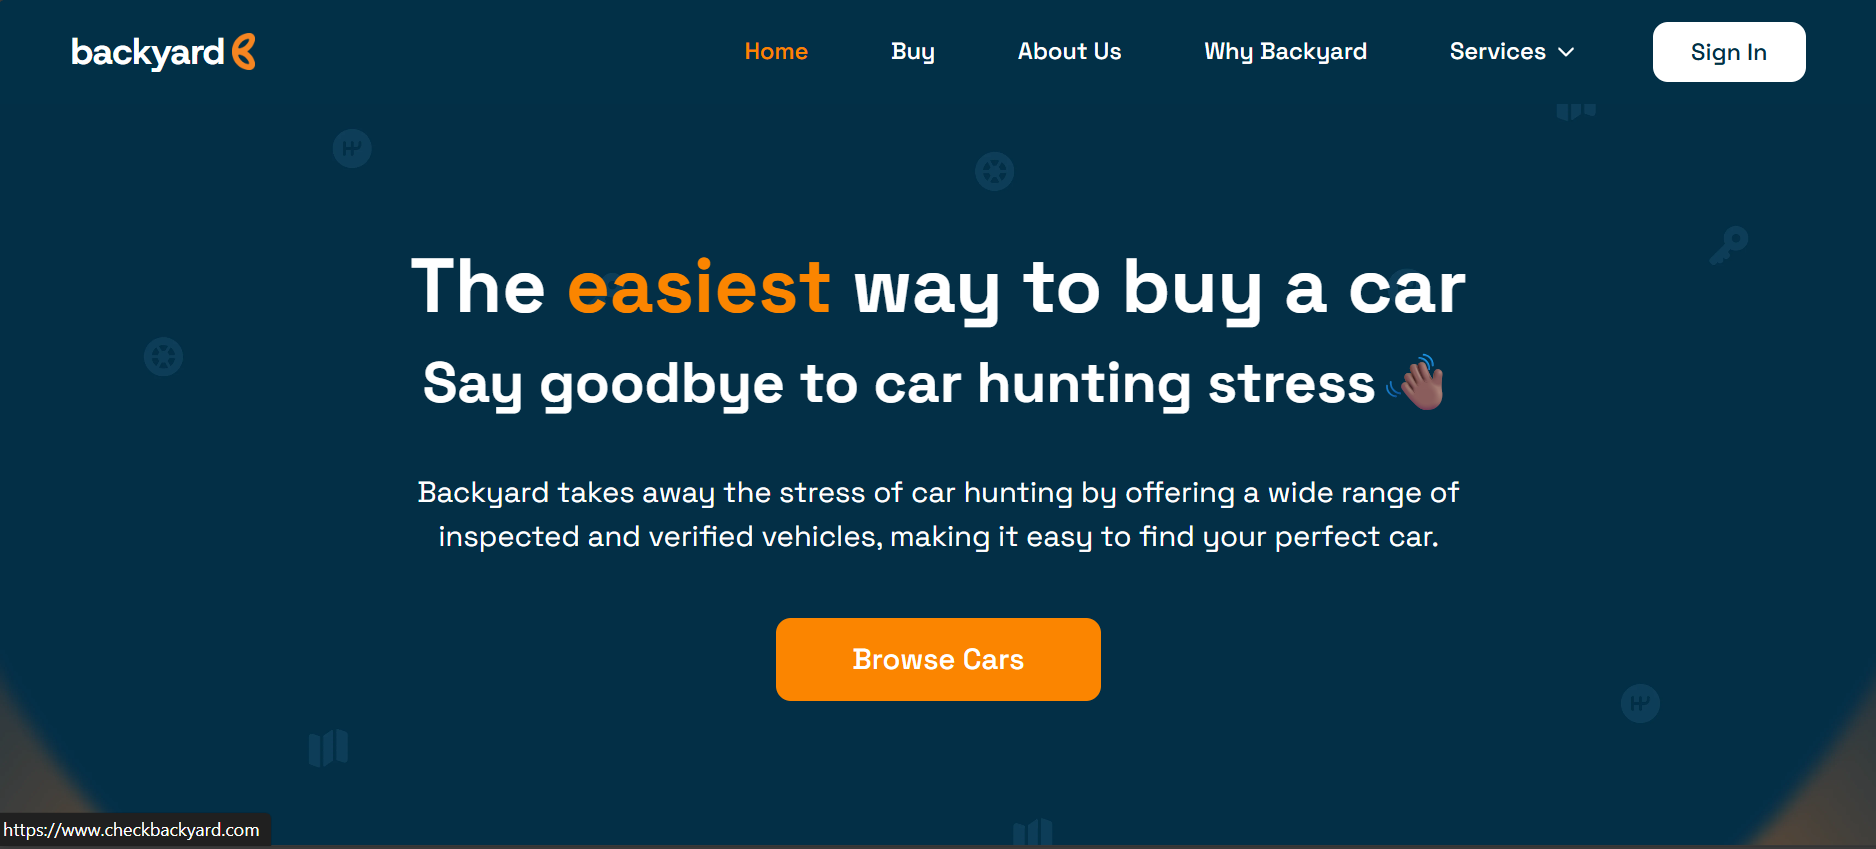 backyard
Home
Buy
About Us
Why Backyard
Services
Sign In
The easiest way to buy a car
Say goodbye to car hunting stress 👋🏾
Backyard takes away the stress of car hunting by offering a wide range of
inspected and verified vehicles, making it easy to find your perfect car.
Browse Cars
https://www.checkbackyard.com